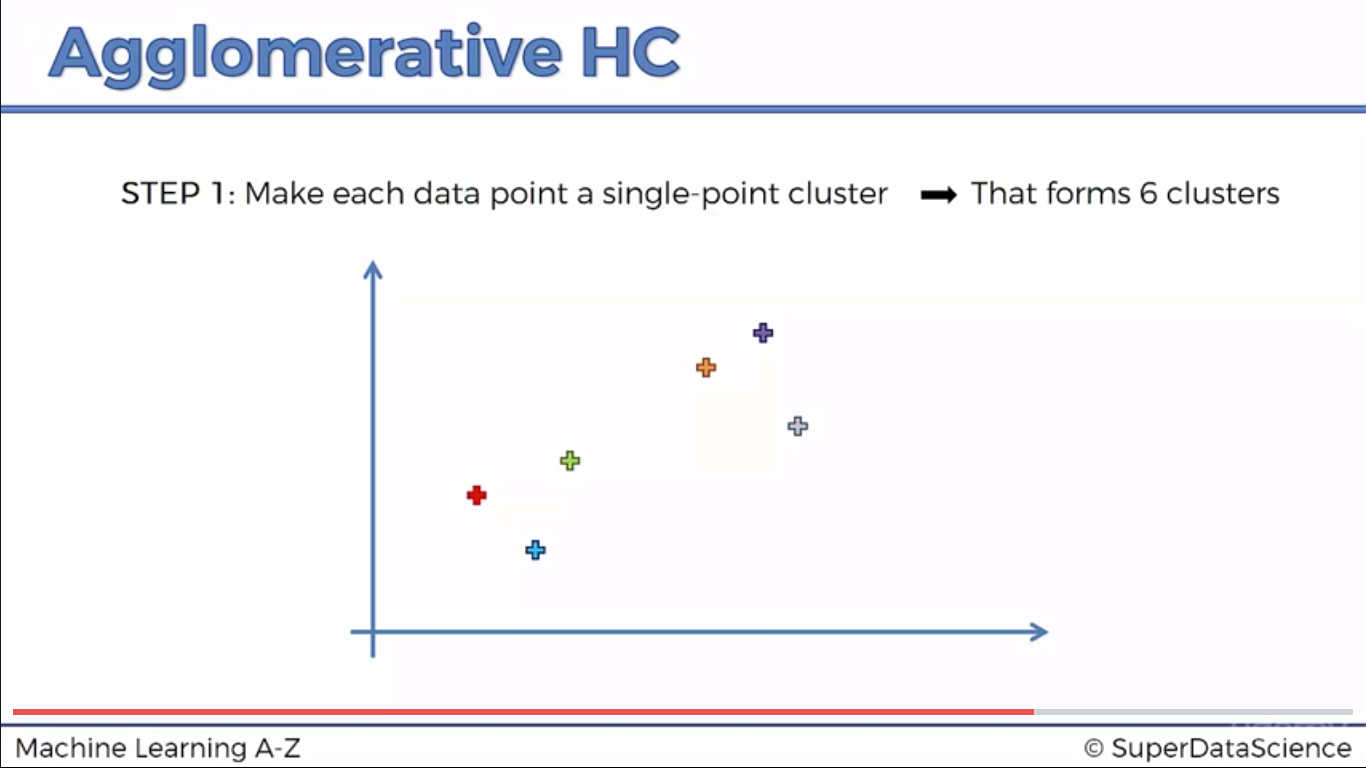 Agglomerative HC
STEP 1: Make each data point a single-point cluster ➡ That forms 6 clusters
Machine Learning A-Z
© SuperDataScience